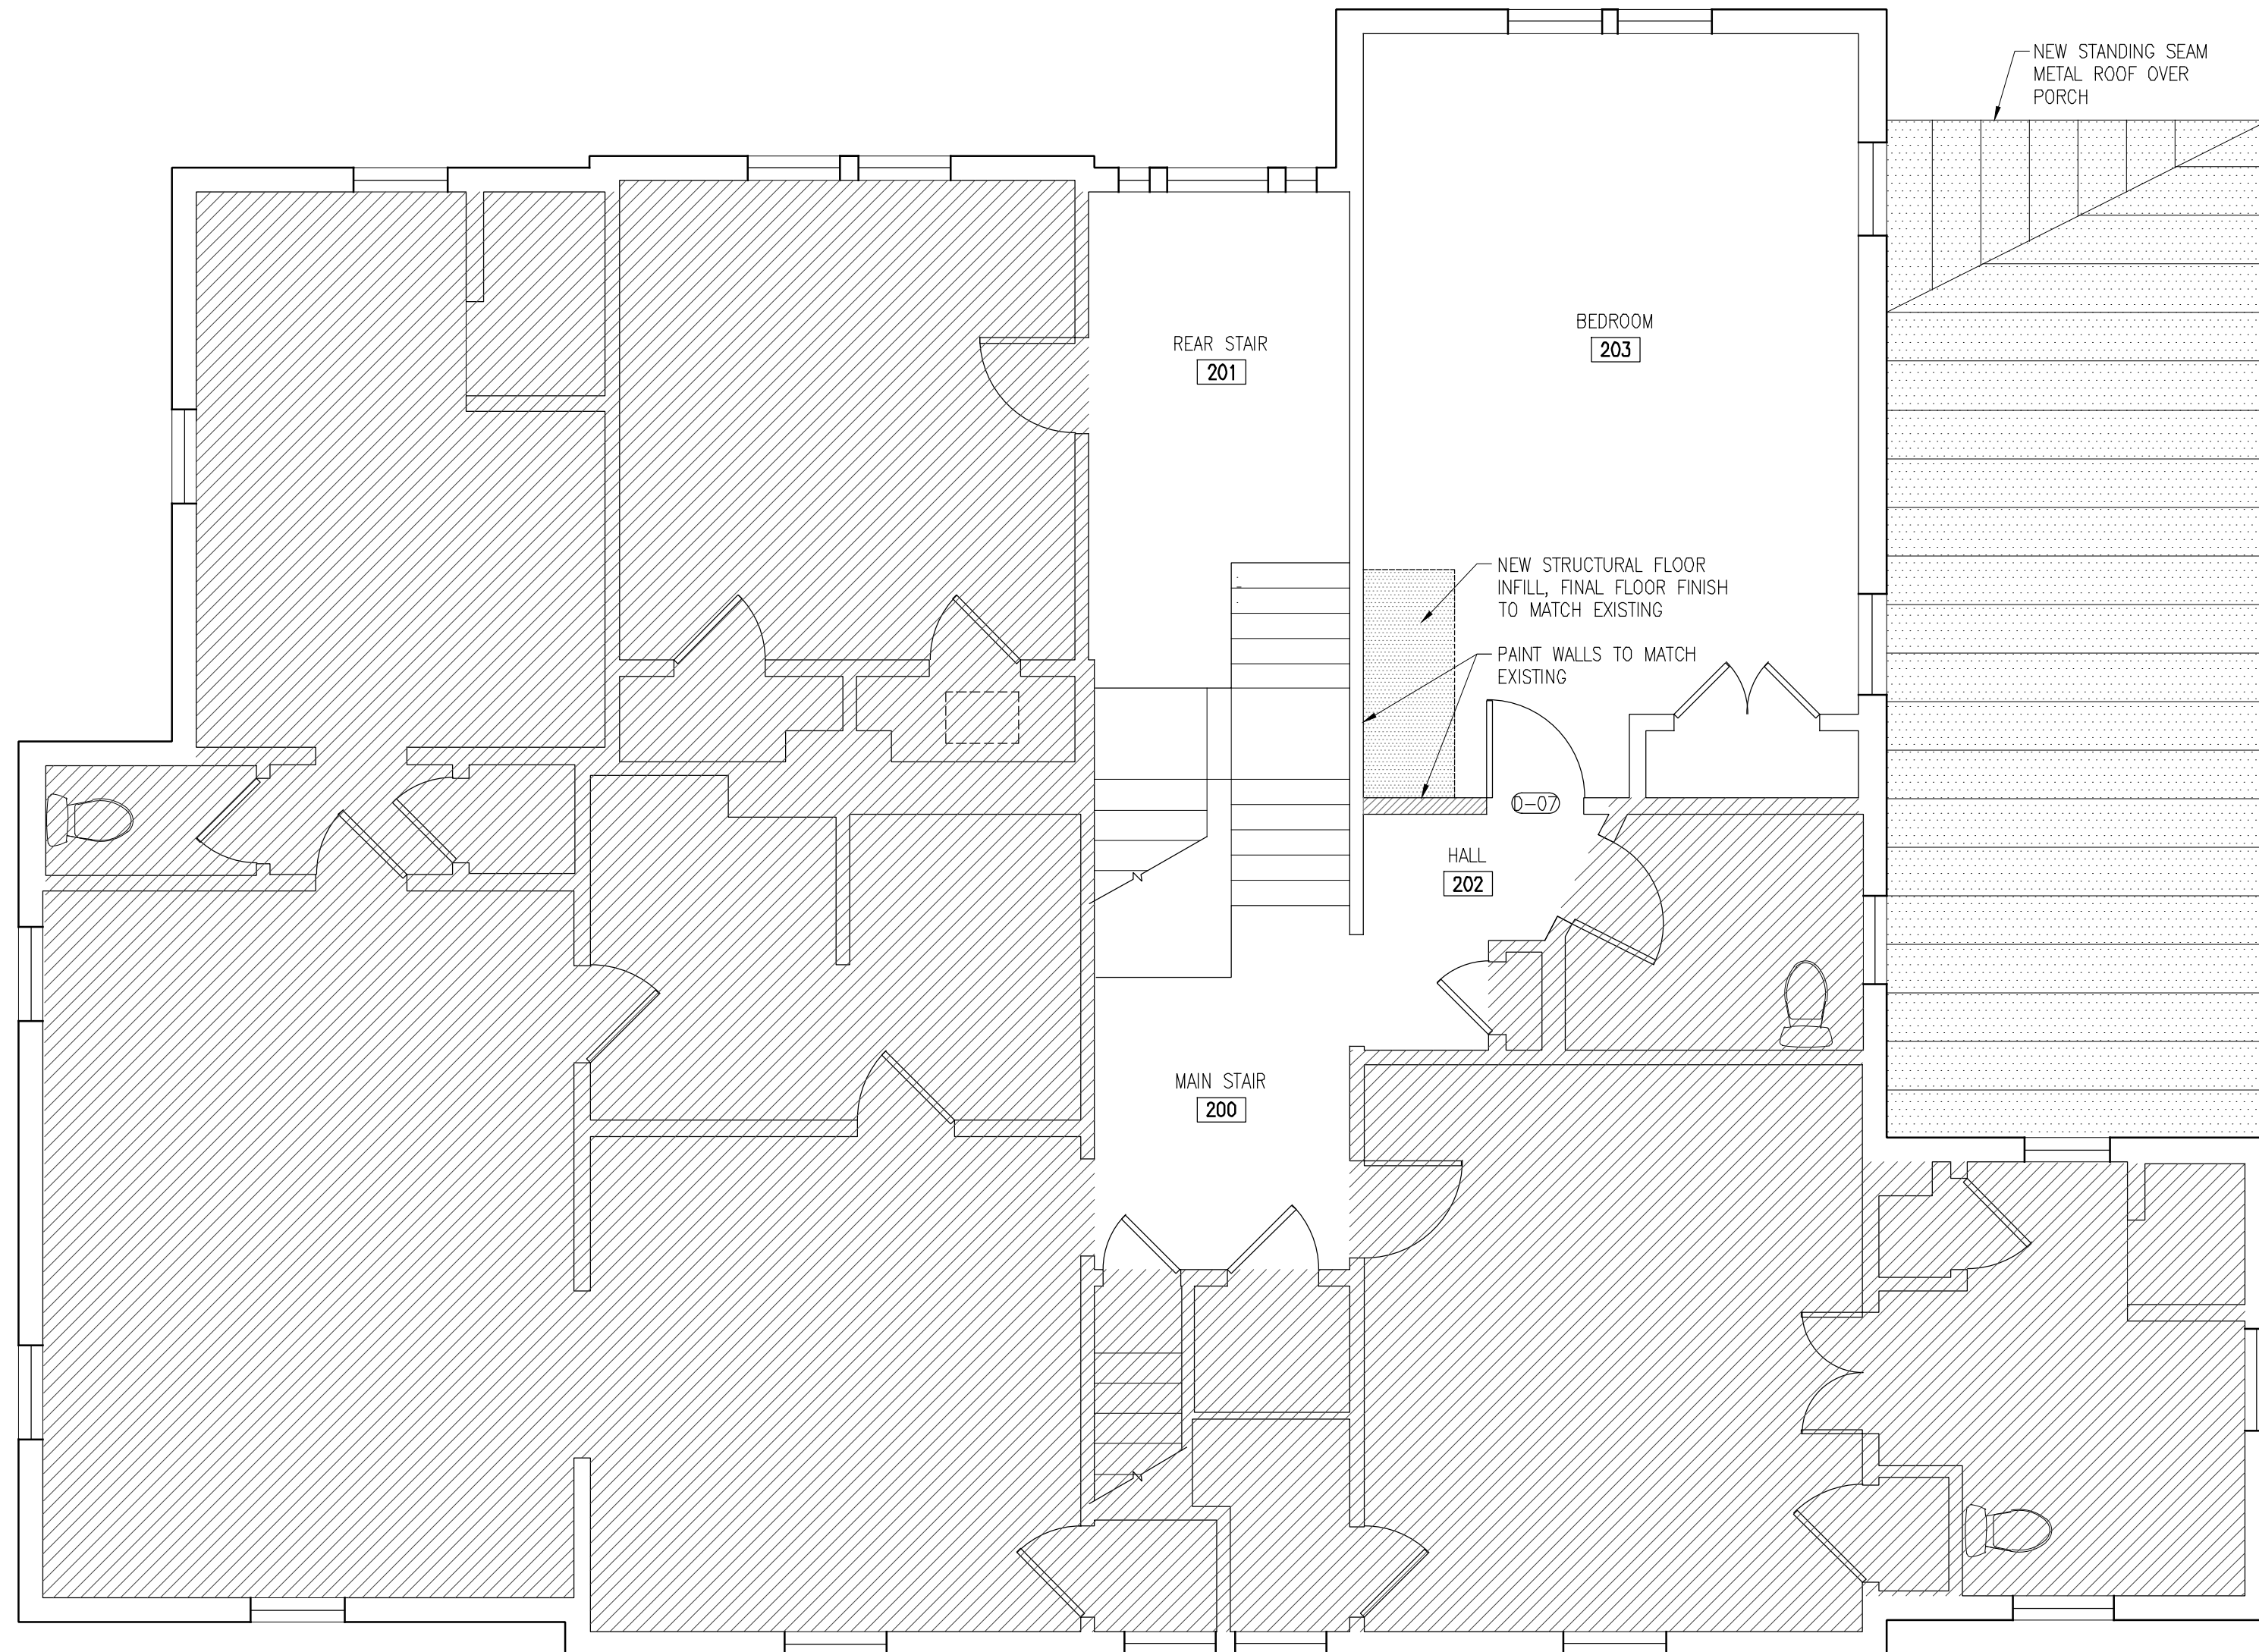 NEW STANDING SEAM
METAL ROOF OVER
PORCH
BEDROOM
203
REAR STAIR
201
NEW STRUCTURAL FLOOR
INFILL, FINAL FLOOR FINISH
TO MATCH EXISTING
PAINT WALLS TO MATCH
EXISTING
D-07
HALL
202
MAIN STAIR
200